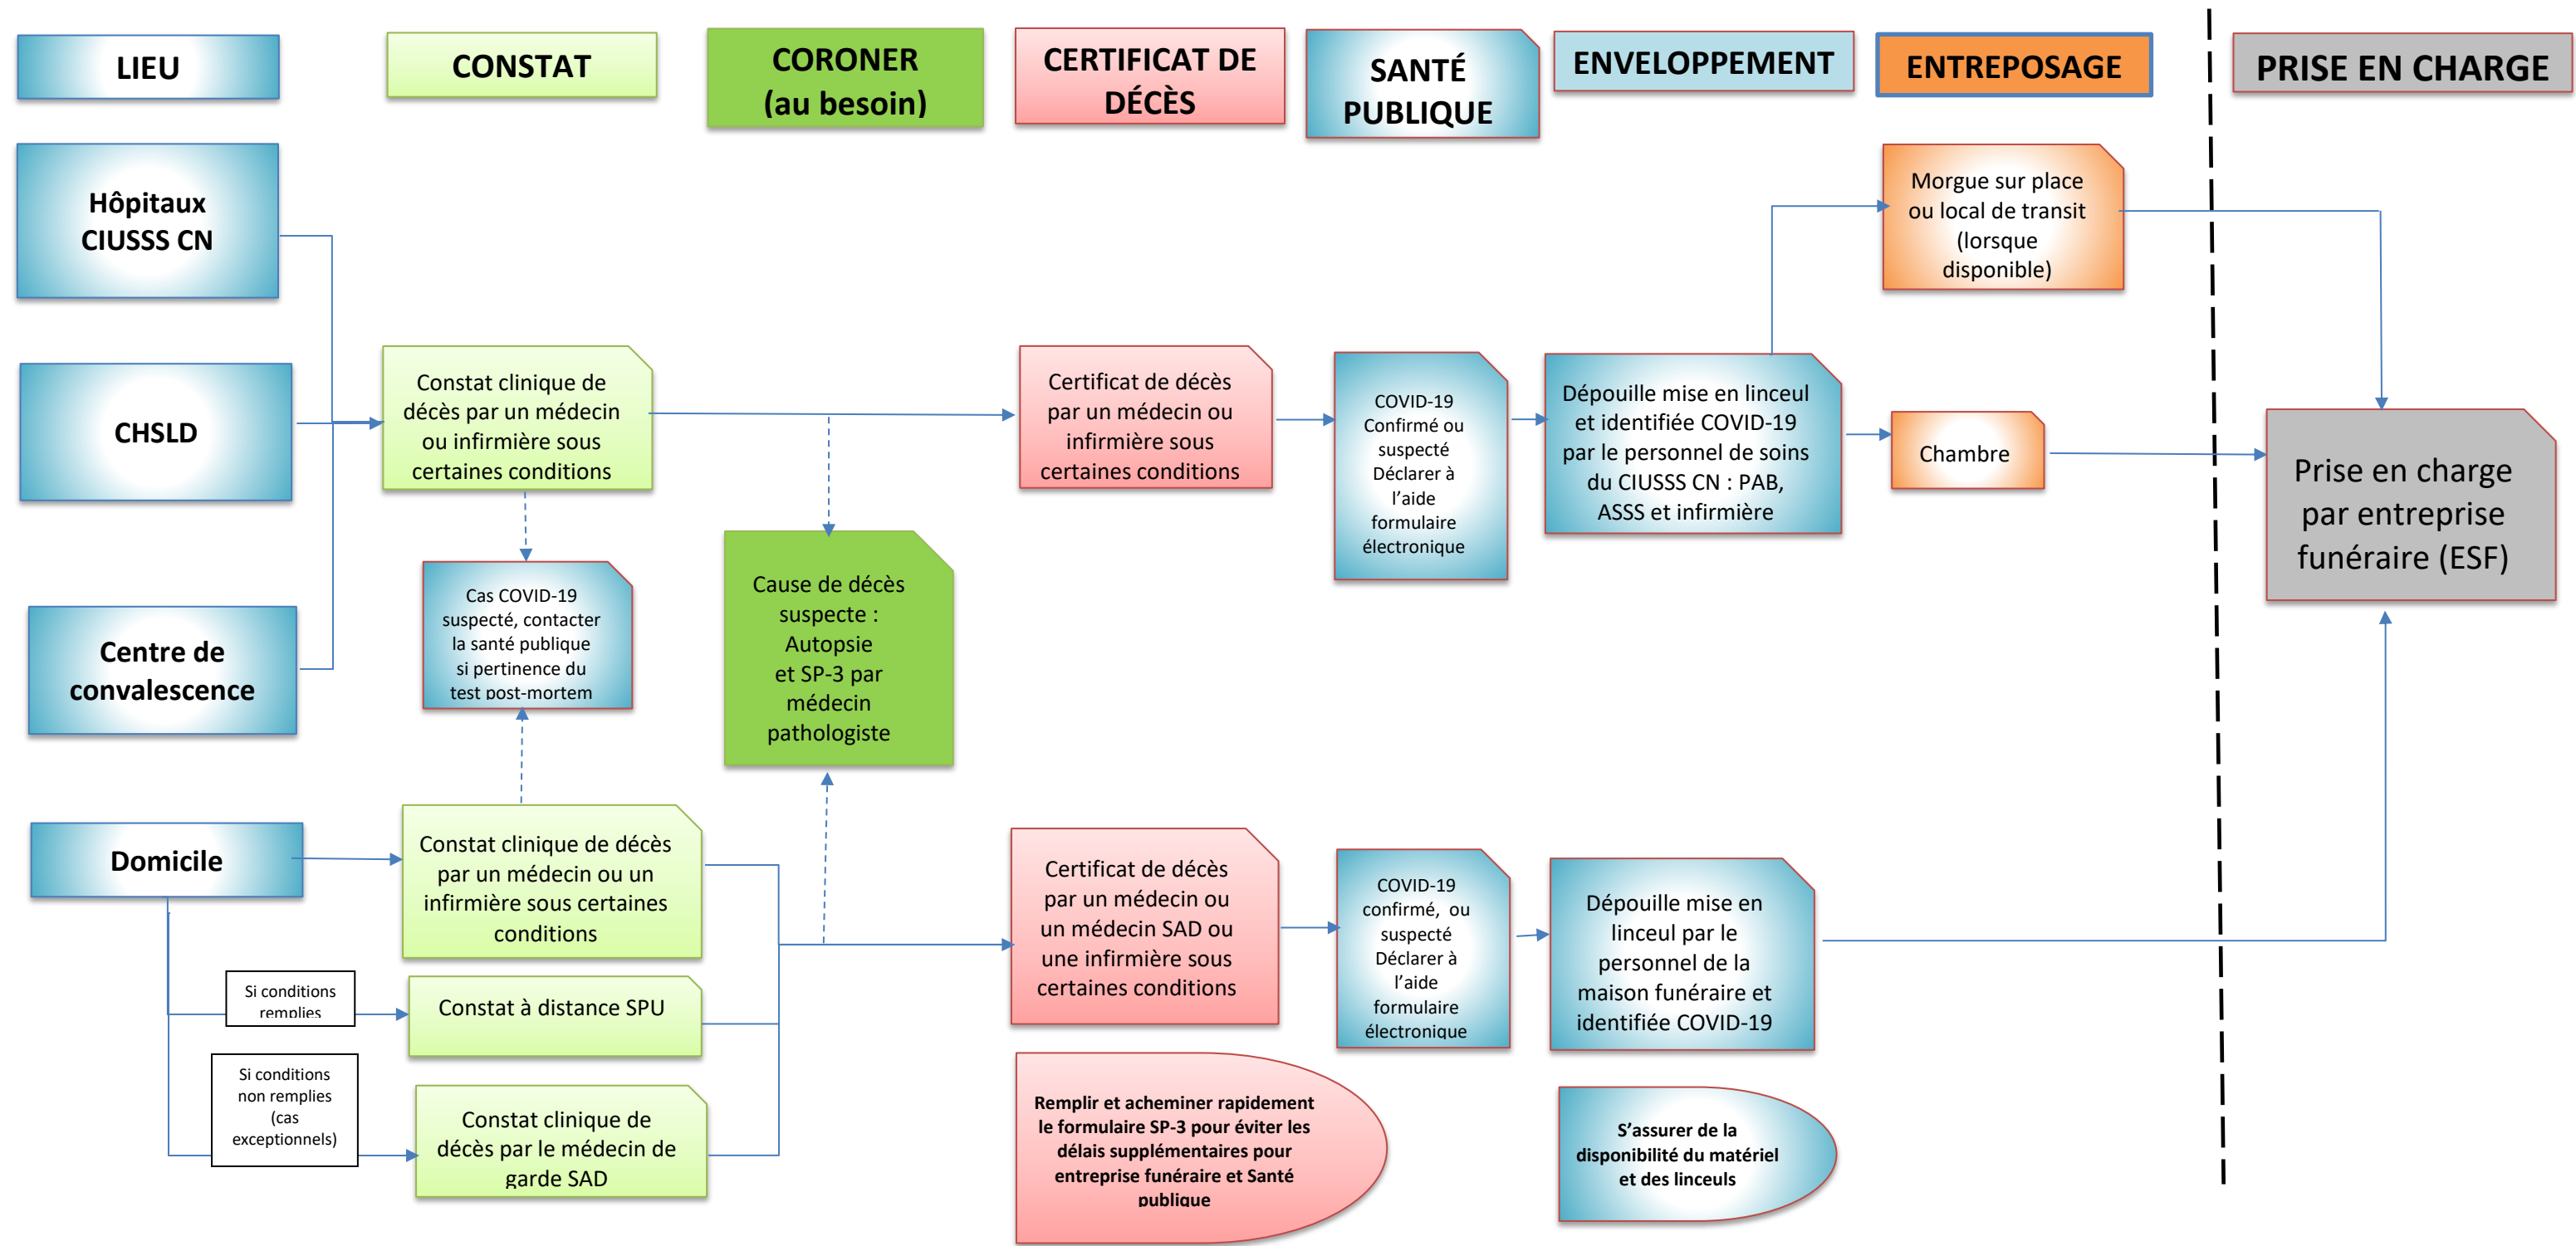 LIEU
CONSTAT
CORONER
(au besoin)
CERTIFICAT DE
DÉCÈS
SANTÉ
PUBLIQUE
ENVELOPPEMENT
ENTREPOSAGE
PRISE EN CHARGE
Hôpitaux
CIUSSS CN
CHSLD
Centre de
convalescence
Constat clinique de
décès par un médecin
ou infirmière sous
certaines conditions
Cas COVID-19
suspecté, contacter
la santé publique
si pertinence du
test post-mortem
Cause de décès
suspecte :
Autopsie
et SP-3 par
médecin
pathologiste
Certificat de décès
par un médecin ou
infirmière sous
certaines conditions
COVID-19
Confirmé ou
suspecté
Déclarer à
l’aide
formulaire
électronique
Dépouille mise en linceul
et identifiée COVID-19
par le personnel de soins
du CIUSSS CN : PAB,
ASSS et infirmière
Morgue sur place
ou local de transit
(lorsque
disponible)
Chambre
Prise en charge
par entreprise
funéraire (ESF)
Domicile
Constat clinique de décès
par un médecin ou un
infirmière sous certaines
conditions
Si conditions
remplies
Constat à distance SPU
Si conditions
non remplies
(cas
exceptionnels)
Constat clinique de
décès par le médecin de
garde SAD
Certificat de décès
par un médecin ou
un médecin SAD ou
une infirmière sous
certaines conditions
COVID-19
confirmé, ou
suspecté
Déclarer à
l’aide
formulaire
électronique
Dépouille mise en
linceul par le
personnel de la
maison funéraire et
identifiée COVID-19
Remplir et acheminer rapidement
le formulaire SP-3 pour éviter les
délais supplémentaires pour
entreprise funéraire et Santé
publique
S’assurer de la
disponibilité du matériel
et des linceuls